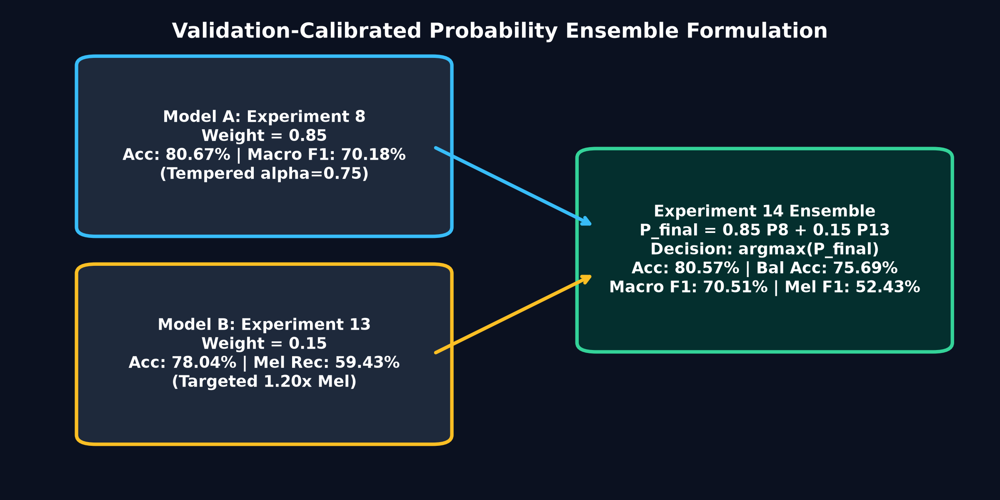 Validation-Calibrated Probability Ensemble Formulation
Model A: Experiment 8
Weight = 0.85
Acc: 80.67% | Macro F1: 70.18%
(Tempered alpha=0.75)
Model B: Experiment 13
Weight = 0.15
Acc: 78.04% | Mel Rec: 59.43%
(Targeted 1.20x Mel)
Experiment 14 Ensemble
P_final = 0.85 P8 + 0.15 P13
Decision: argmax(P_final)
Acc: 80.57% | Bal Acc: 75.69%
Macro F1: 70.51% | Mel F1: 52.43%